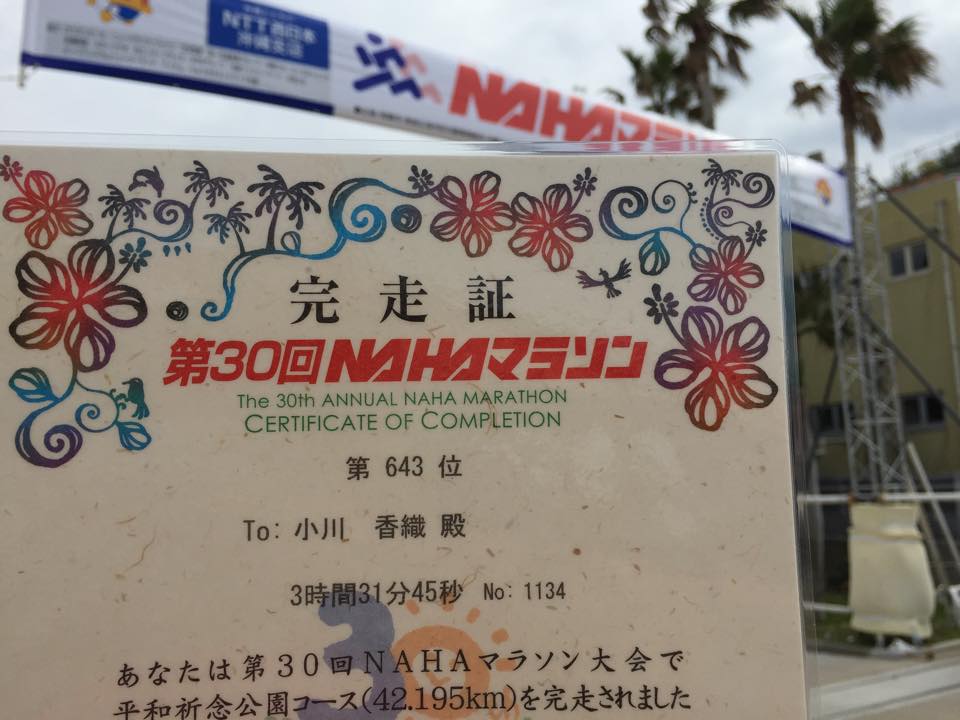 NTT西日本
沖縄支店
NAHAマラソン
完走証
第30回NAHAマラソン
The 30th ANNUAL NAHA MARATHON
CERTIFICATE OF COMPLETION
第 643 位
To: 小川 香織 殿
3時間31分45秒 No: 1134
30
あなたは第30回NAHAマラソン大会で
平和祈念公園コース(42.195km)を完走されました